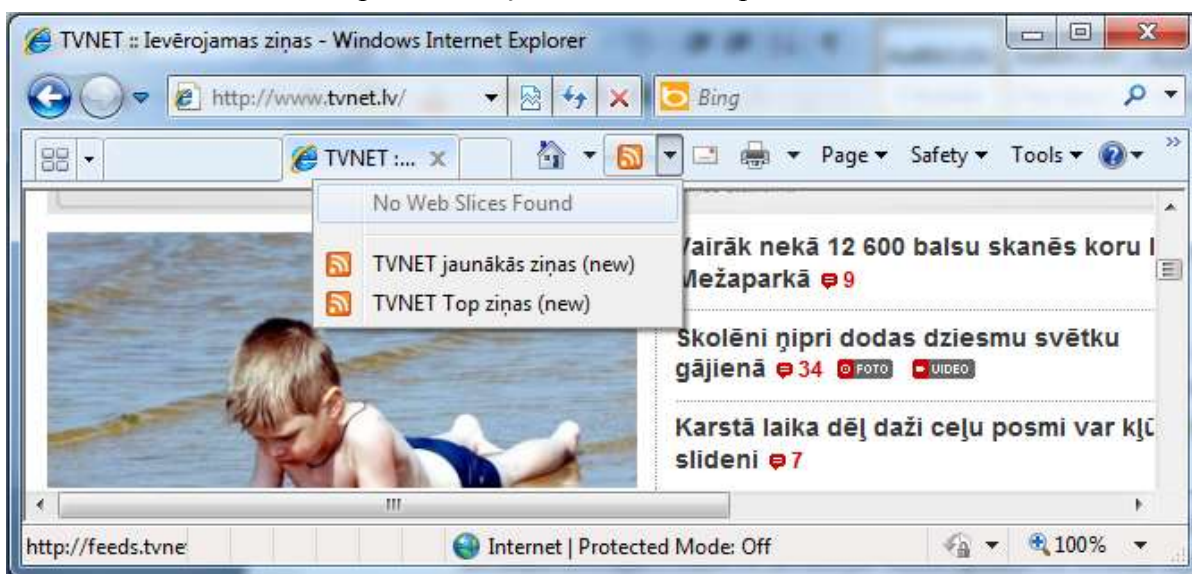 TVNET :: Ievērojamas ziņas - Windows Internet Explorer
http://www.tvnet.lv/
Bing
TVNET :...
Page
Safety
Tools
No Web Slices Found
TVNET jaunākās ziņas (new)
TVNET Top ziņas (new)
Vairāk nekā 12 600 balsu skanēs koru
Mežaparkā 9
Skolēni ņipri dodas dziesmu svētku
gājienā 34 FOTO VIDEO
Karstā laika dēļ daži ceļu posmi var
slideni 7
http://feeds.tvne
Internet | Protected Mode: Off
100%